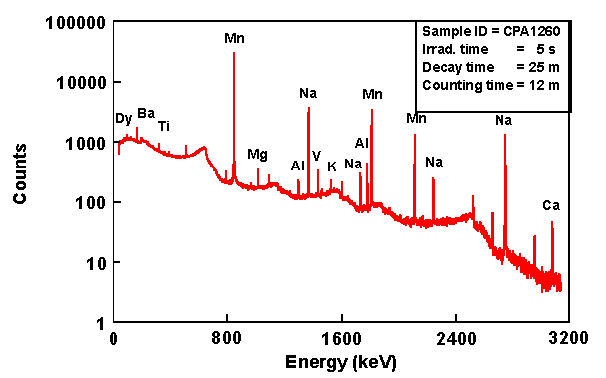 100000
10000
1000
100
10
1
Counts
Sample ID = CPA1260
Irrad. time = 5 s
Decay time = 25 m
Counting time = 12 m
Mn
Na
Mn
Mn
Na
Dy
Ba
Ti
Mg
Al
V
K
Na
Al
Na
Ca
0
800
1600
2400
3200
Energy (keV)